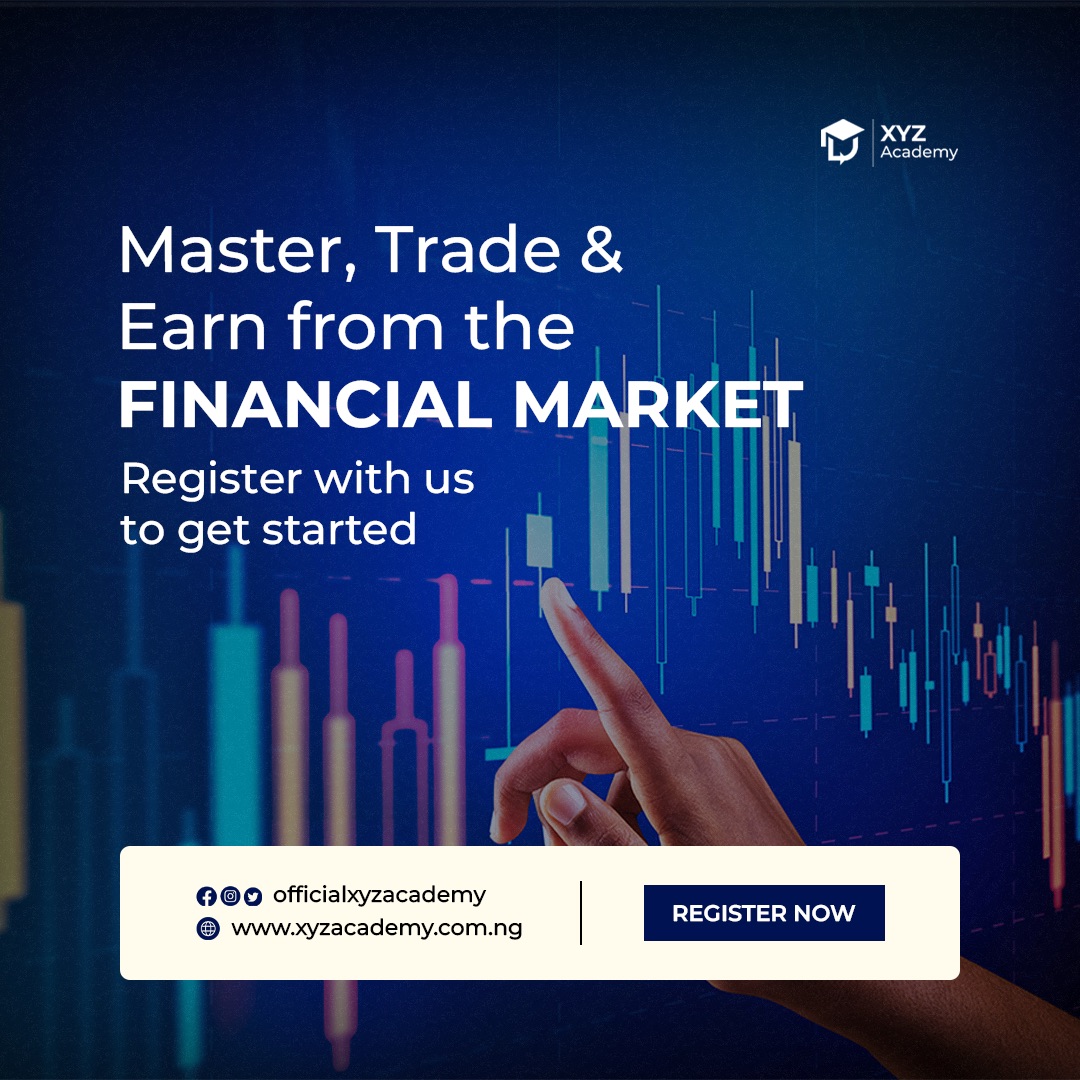 XYZ
Academy
Master, Trade &
Earn from the
FINANCIAL MARKET
Register with us
to get started
officialxyzacademy
www.xyzacademy.com.ng
REGISTER NOW